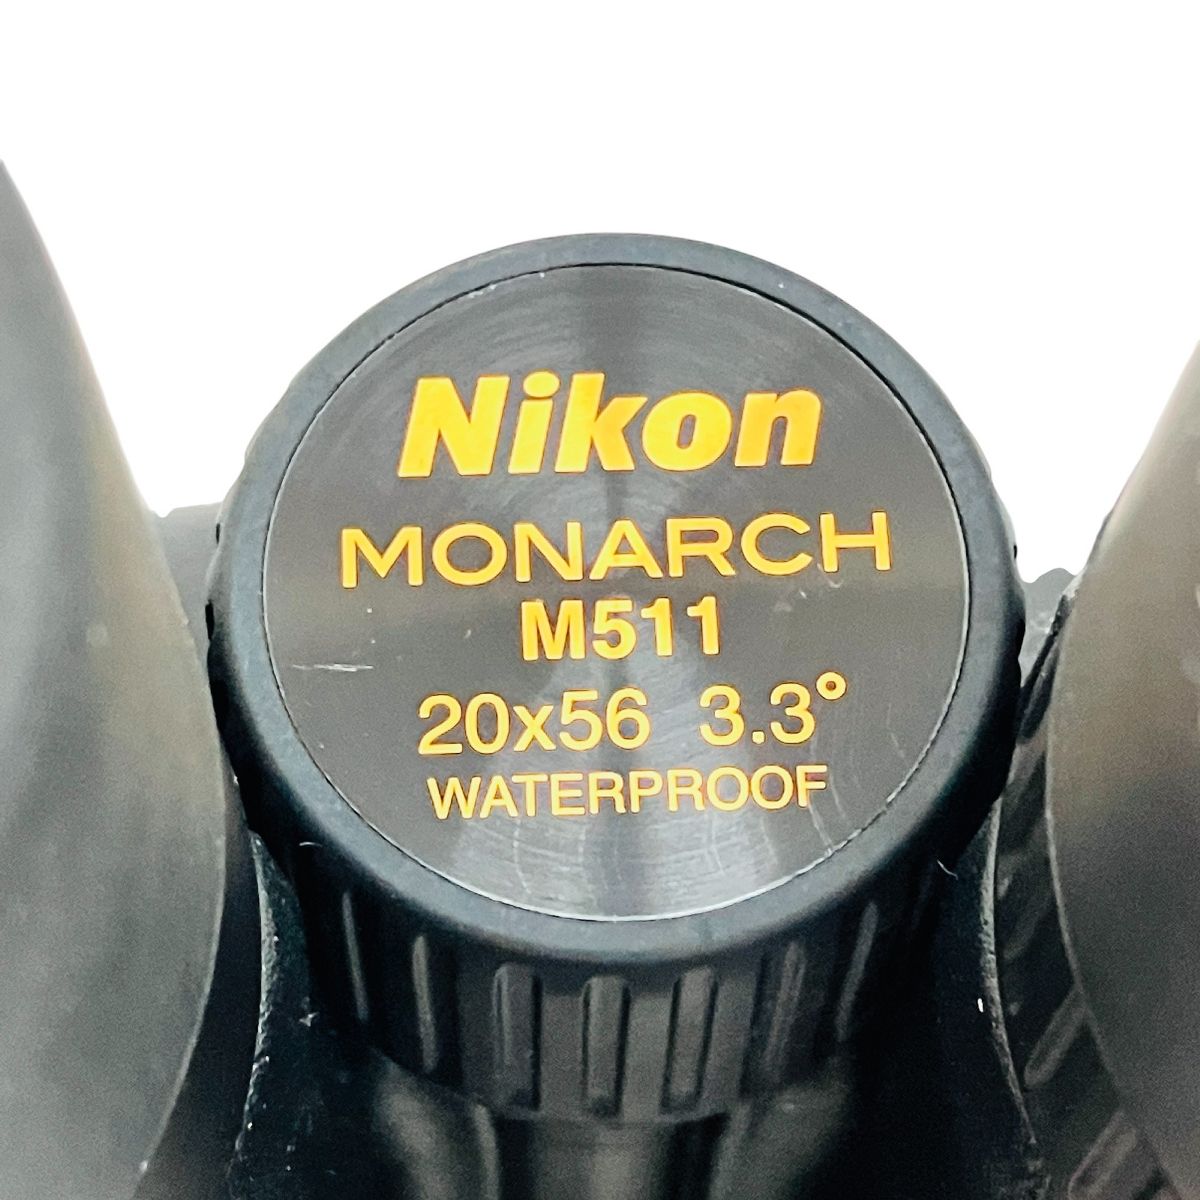 Nikon
MONARCH
M511
20x56 3.3°
WATERPROOF